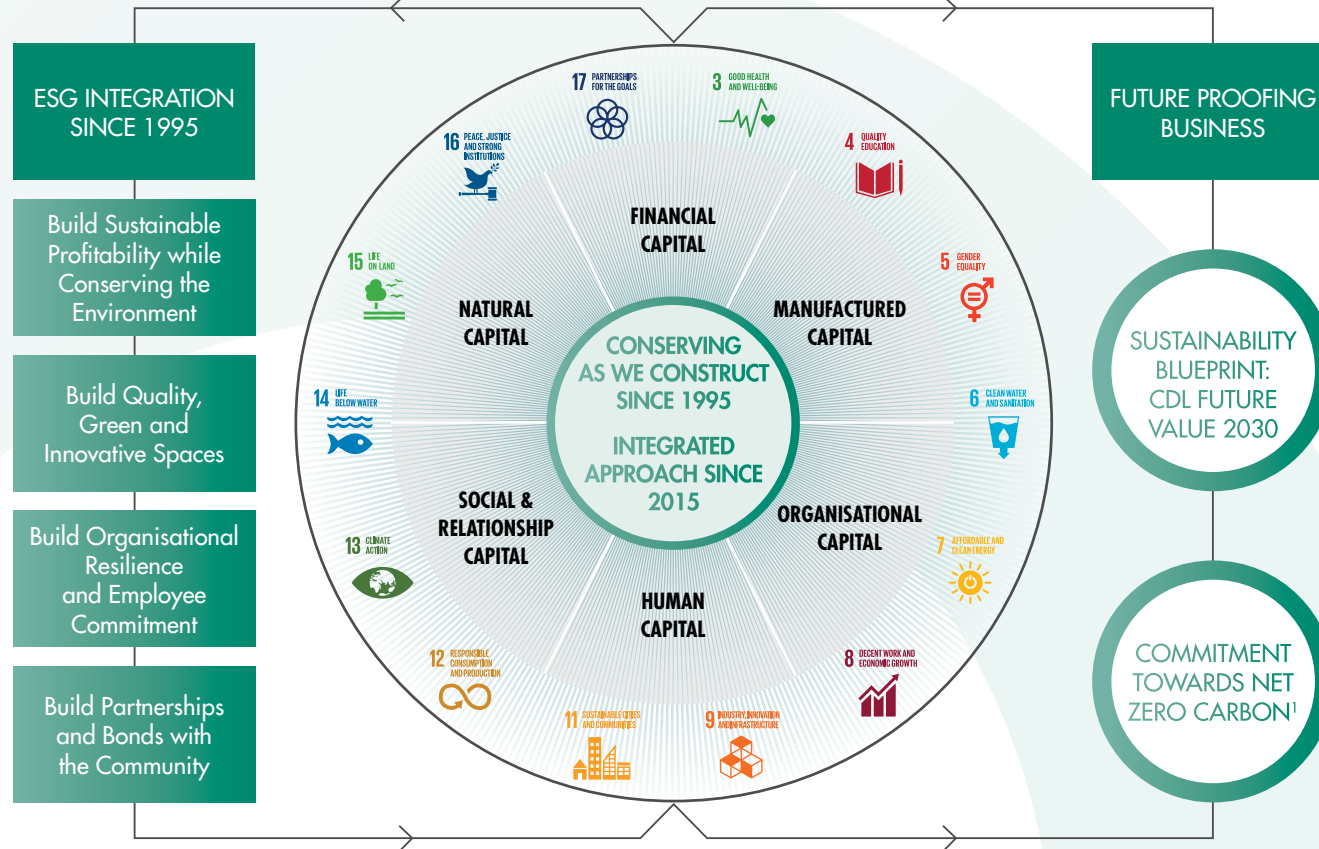 ESG INTEGRATION
SINCE 1995
Build Sustainable
Profitability while
Conserving the
Environment
Build Quality,
Green and
Innovative Spaces
Build Organisational
Resilience
and Employee
Commitment
Build Partnerships
and Bonds with
the Community
17 PARTNERSHIPS
FOR THE GOALS
3 GOOD HEALTH
AND WELL-BEING
4 QUALITY
EDUCATION
5 GENDER
EQUALITY
6 CLEAN WATER
AND SANITATION
7 AFFORDABLE AND
CLEAN ENERGY
8 DECENT WORK AND
ECONOMIC GROWTH
9 INDUSTRY, INNOVATION
AND INFRASTRUCTURE
11 SUSTAINABLE CITIES
AND COMMUNITIES
12 RESPONSIBLE
CONSUMPTION
AND PRODUCTION
13 CLIMATE
ACTION
14 LIFE
BELOW WATER
15 LIFE
ON LAND
16 PEACE, JUSTICE
AND STRONG
INSTITUTIONS
FINANCIAL
CAPITAL
MANUFACTURED
CAPITAL
ORGANISATIONAL
CAPITAL
HUMAN
CAPITAL
SOCIAL &
RELATIONSHIP
CAPITAL
NATURAL
CAPITAL
CONSERVING
AS WE CONSTRUCT
SINCE 1995
INTEGRATED
APPROACH SINCE
2015
FUTURE PROOFING
BUSINESS
SUSTAINABILITY
BLUEPRINT:
CDL FUTURE
VALUE 2030
COMMITMENT
TOWARDS NET
ZERO CARBON¹